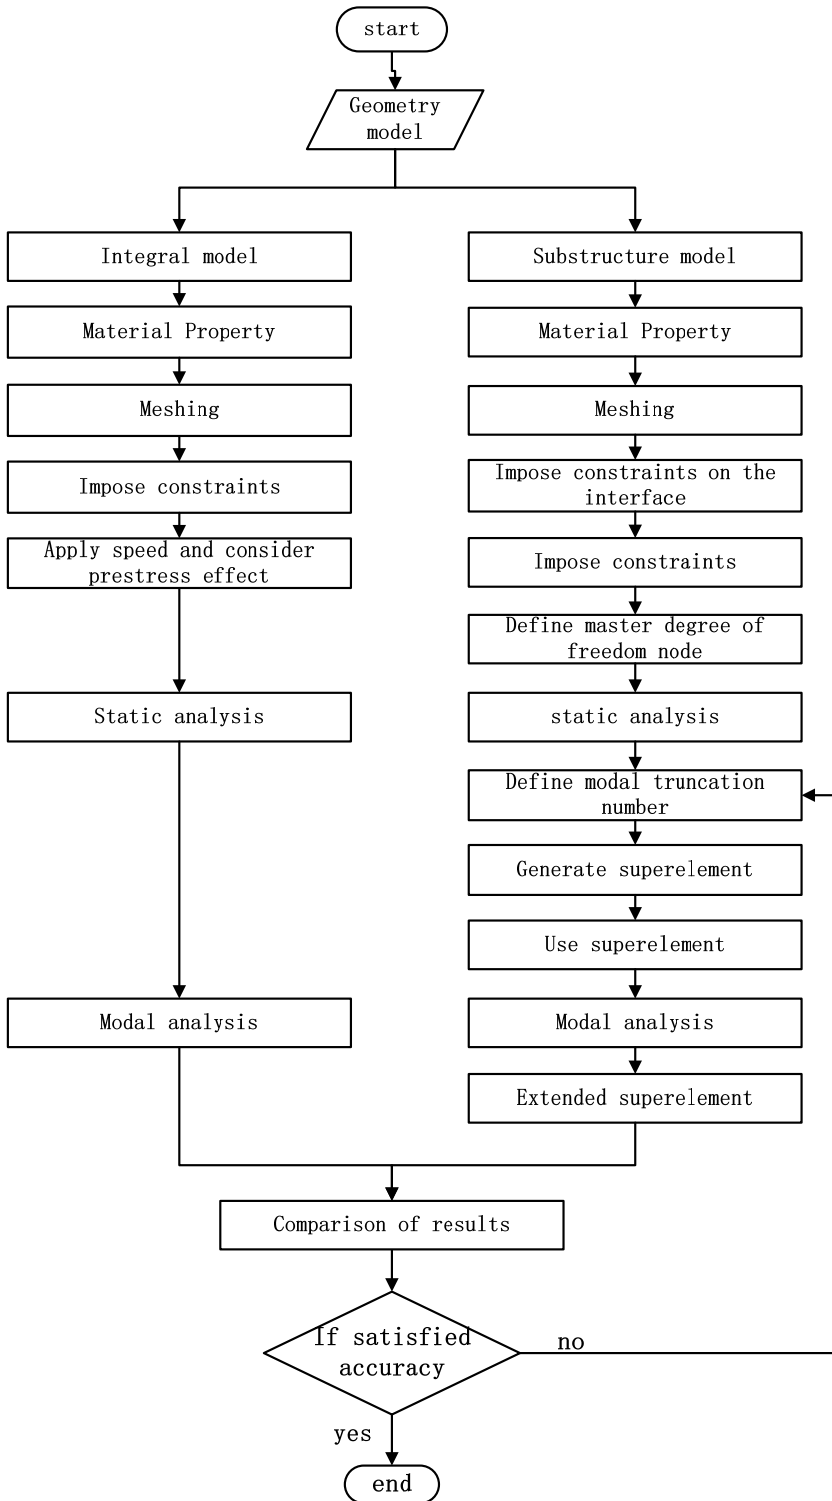 start
Geometry
model
Integral model
Material Property
Meshing
Impose constraints
Apply speed and consider
prestress effect
Static analysis
Modal analysis
Substructure model
Material Property
Meshing
Impose constraints on the
interface
Impose constraints
Define master degree of
freedom node
static analysis
Define modal truncation
number
Generate superelement
Use superelement
Modal analysis
Extended superelement
Comparison of results
If satisfied
accuracy
no
yes
end